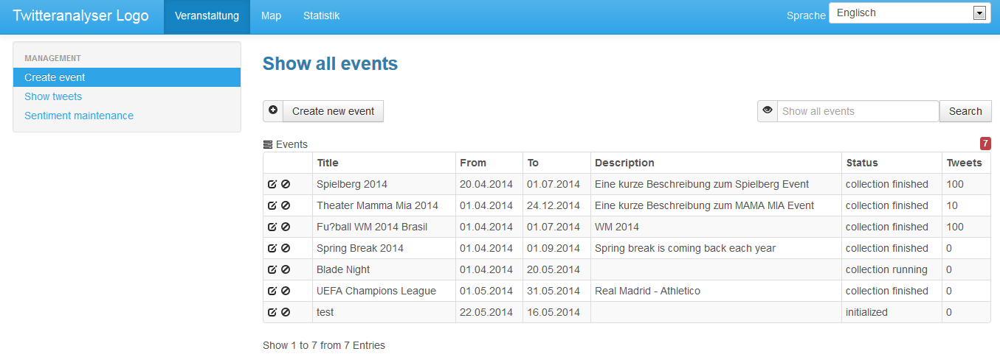 Twitteranalyser Logo Veranstaltung Map Statistik Sprache Englisch
MANAGEMENT
Create event
Show tweets
Sentiment maintenance
Show all events
Create new event Show all events Search
Events 7
Title From To Description Status Tweets
Spielberg 2014 20.04.2014 01.07.2014 Eine kurze Beschreibung zum Spielberg Event collection finished 100
Theater Mamma Mia 2014 01.04.2014 24.12.2014 Eine kurze Beschreibung zum MAMA MIA Event collection finished 10
Fu?ball WM 2014 Brasil 01.04.2014 01.07.2014 WM 2014 collection finished 100
Spring Break 2014 01.04.2014 01.09.2014 Spring break is coming back each year collection finished 0
Blade Night 01.04.2014 20.05.2014 collection running 0
UEFA Champions League 01.05.2014 31.05.2014 Real Madrid - Athletico collection finished 0
test 22.05.2014 16.05.2014 initialized 0
Show 1 to 7 from 7 Entries